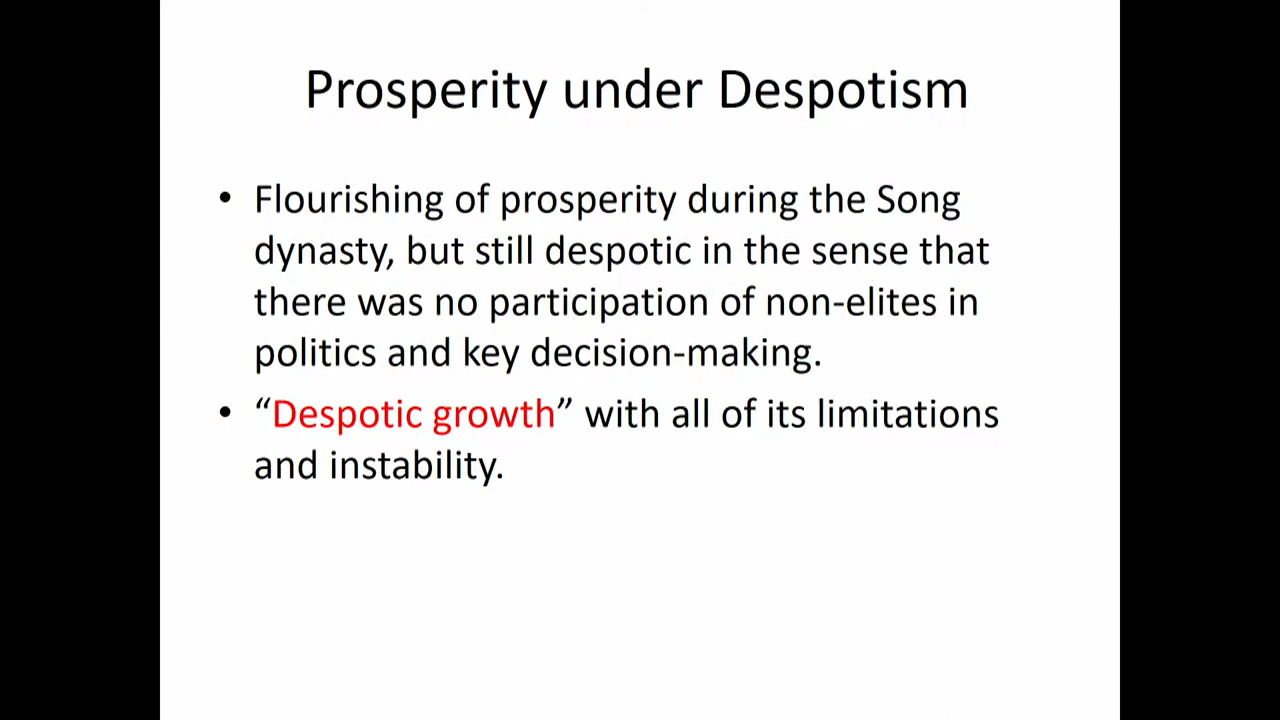 Prosperity under Despotism
• Flourishing of prosperity during the Song
dynasty, but still despotic in the sense that
there was no participation of non-elites in
politics and key decision-making.
• “Despotic growth” with all of its limitations
and instability.